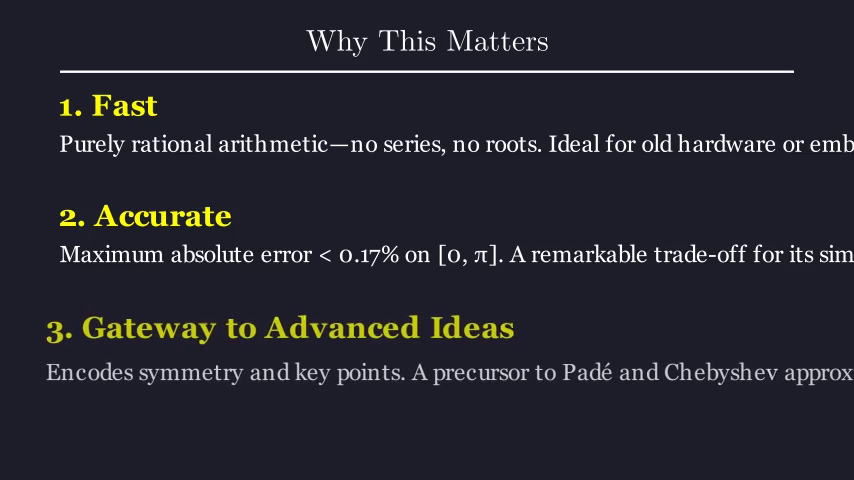 Why This Matters
1. Fast
Purely rational arithmetic—no series, no roots. Ideal for old hardware or emb
2. Accurate
Maximum absolute error < 0.17% on [0, π]. A remarkable trade-off for its sim
3. Gateway to Advanced Ideas
Encodes symmetry and key points. A precursor to Padé and Chebyshev approx